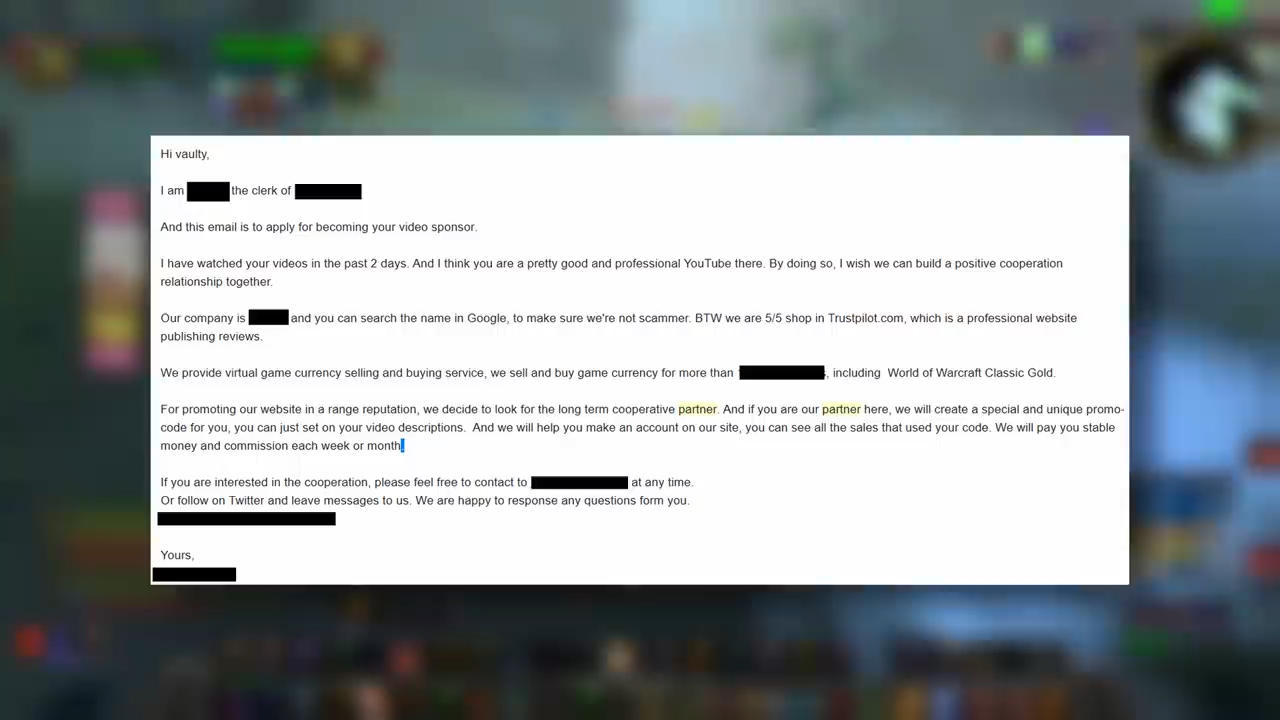 Hi vaulty,
I am the clerk of
And this email is to apply for becoming your video sponsor.
I have watched your videos in the past 2 days. And I think you are a pretty good and professional YouTube there. By doing so, I wish we can build a positive cooperation
relationship together.
Our company is and you can search the name in Google, to make sure we're not scammer. BTW we are 5/5 shop in Trustpilot.com, which is a professional website
publishing reviews.
We provide virtual game currency selling and buying service, we sell and buy game currency for more than , including World of Warcraft Classic Gold.
For promoting our website in a range reputation, we decide to look for the long term cooperative partner. And if you are our partner here, we will create a special and unique promo-
code for you, you can just set on your video descriptions. And we will help you make an account on our site, you can see all the sales that used your code. We will pay you stable
money and commission each week or month.
If you are interested in the cooperation, please feel free to contact to at any time.
Or follow on Twitter and leave messages to us. We are happy to response any questions form you.
Yours,